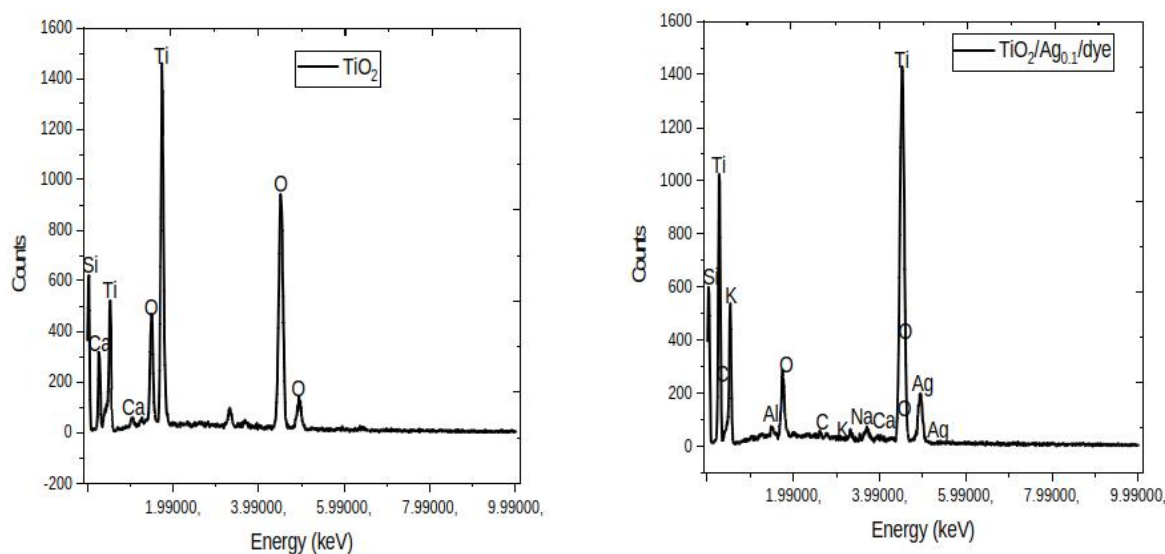 1600
1400
1200
1000
800
600
400
200
0
-200
Counts
TiO2
Ti
O
Si
Ti
Ca
O
Ca
O
1.99000,
3.99000,
5.99000,
7.99000,
9.99000,
Energy (keV)
1600
1400
1200
1000
800
600
400
200
0
Counts
TiO2/Ag0.1/dye
Ti
Ti
Si
K
O
C
O
Al
C
K
Na
Ca
O
Ag
Ag
1.99000,
3.99000,
5.99000,
7.99000,
9.99000,
Energy (keV)